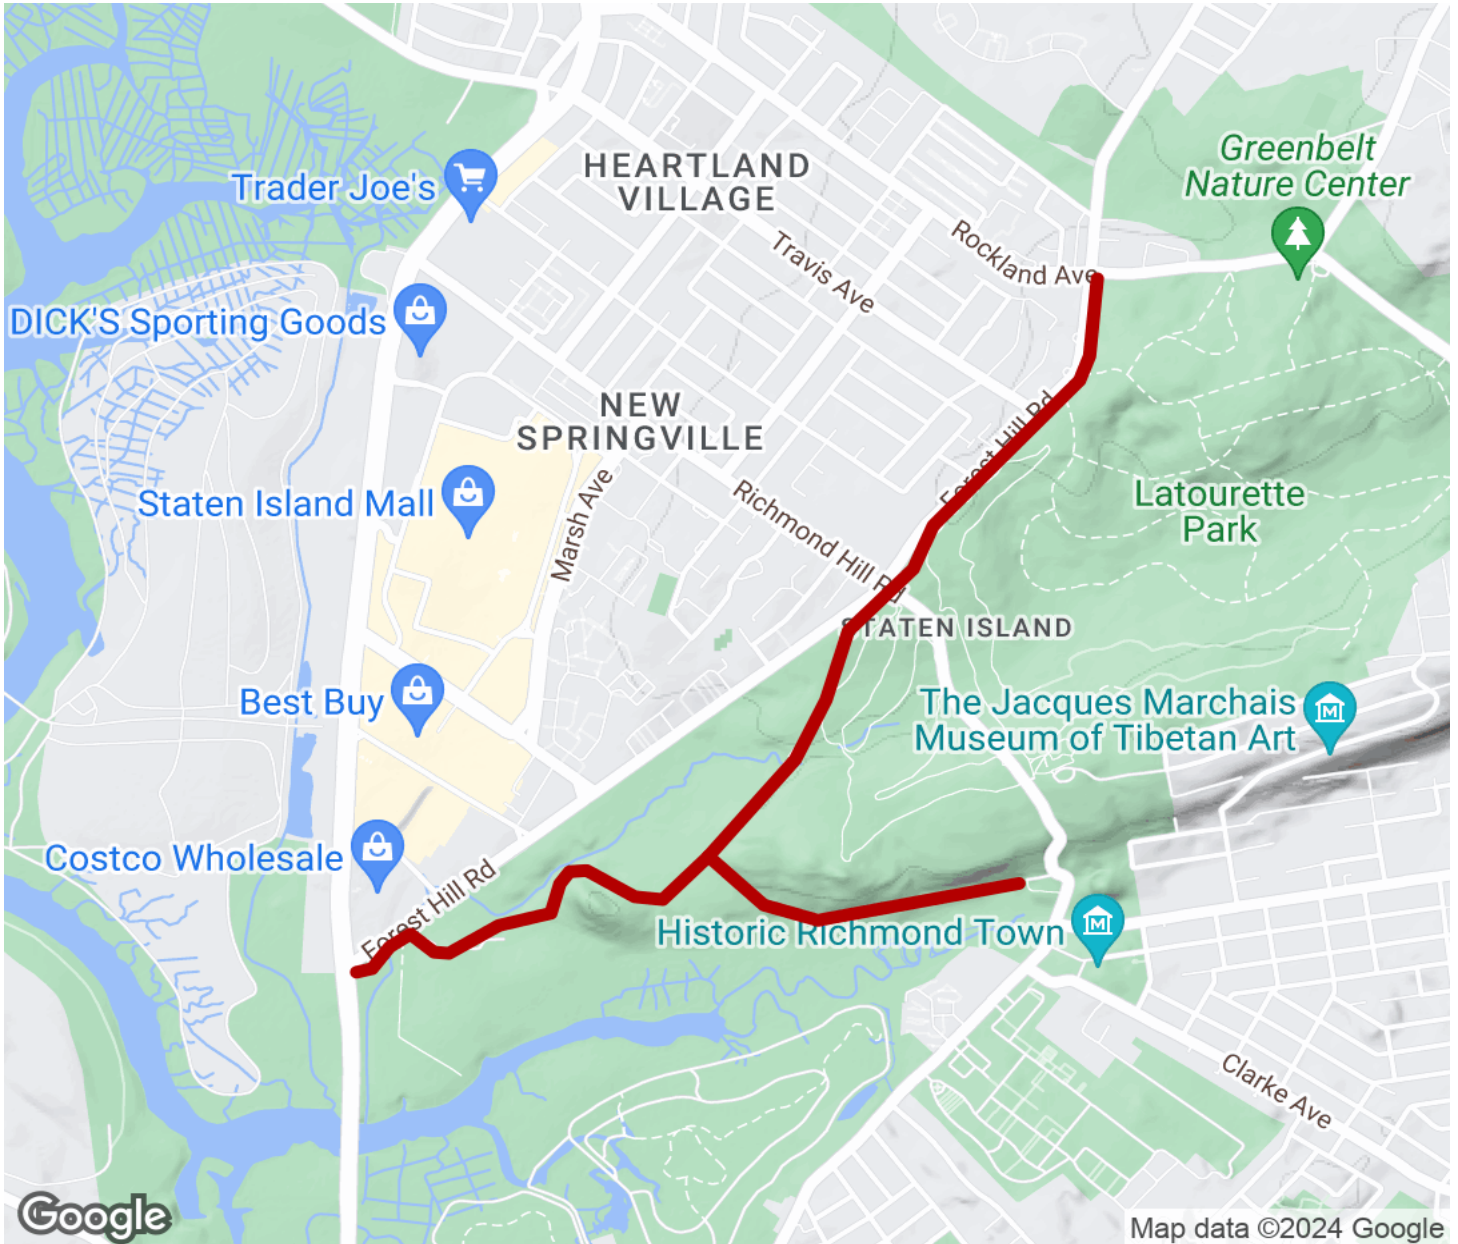 Greenbelt
Nature Center
HEARTLAND
VILLAGE
Trader Joe's
Rockland Ave
Travis Ave
DICK'S Sporting Goods
NEW
SPRINGVILLE
Forest Hill Rd
Staten Island Mall
Marsh Ave
Richmond Hill Rd
Latourette
Park
STATEN ISLAND
Best Buy
The Jacques Marchais
Museum of Tibetan Art
Costco Wholesale
Forest Hill Rd
Historic Richmond Town
Clarke Ave
Google
Map data ©2024 Google